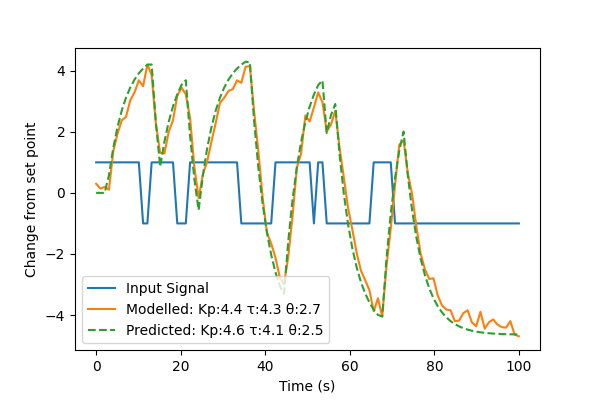 Change from set point
4
2
0
−2
−4
Input Signal
Modelled: Kp:4.4 τ:4.3 θ:2.7
Predicted: Kp:4.6 τ:4.1 θ:2.5
0 20 40 60 80 100
Time (s)